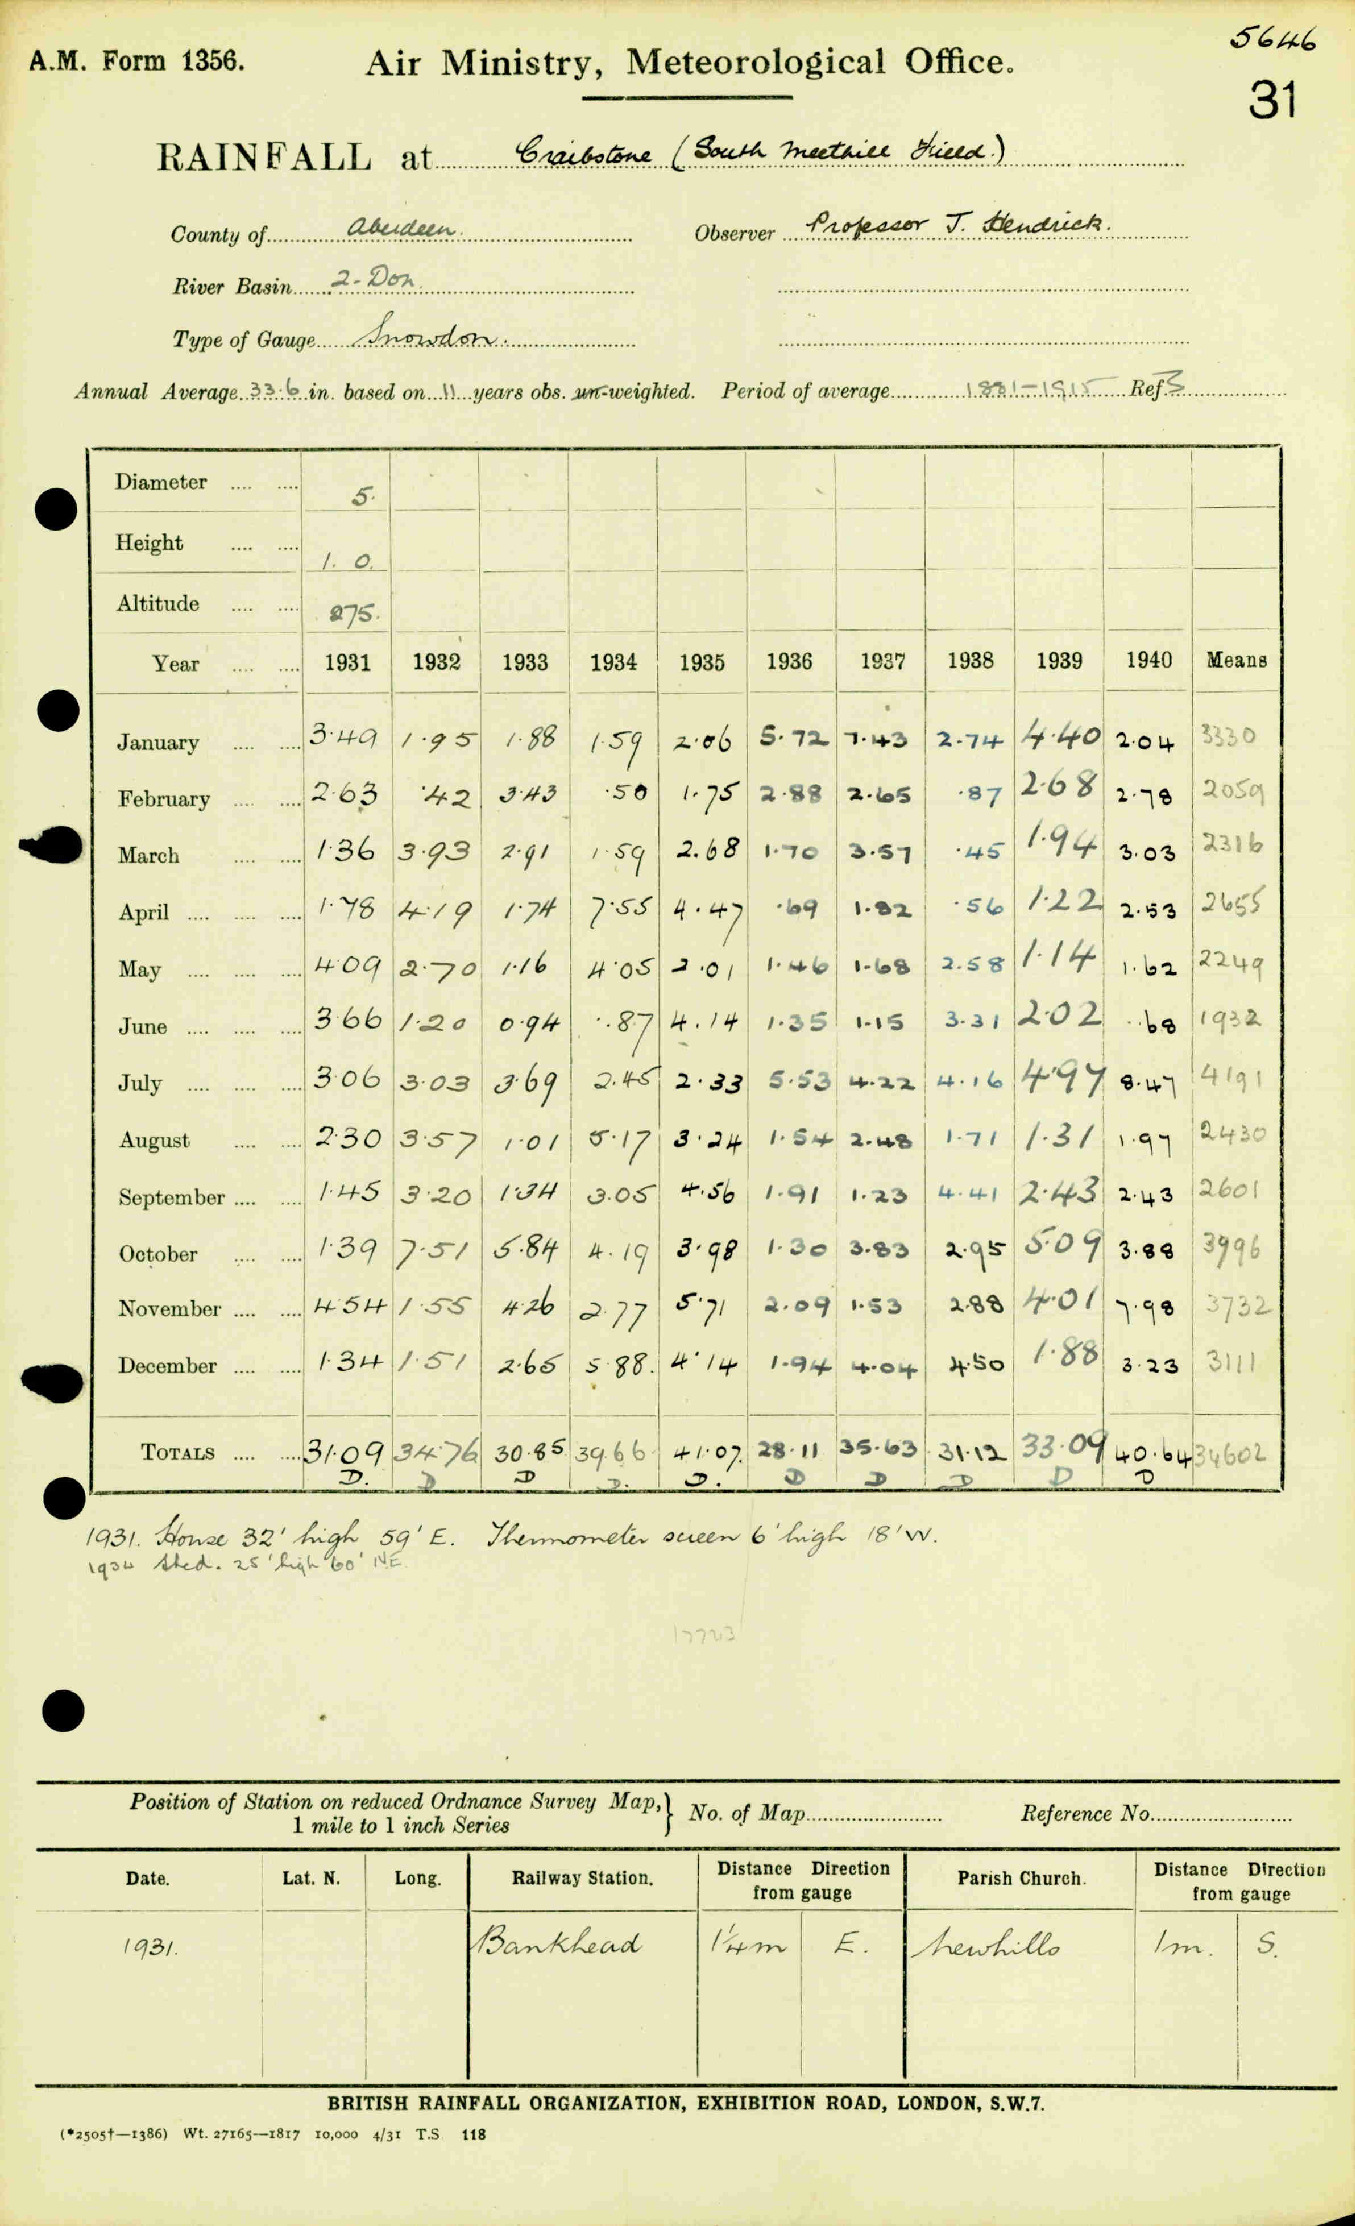 5646
A.M. Form 1356. Air Ministry, Meteorological Office.
31
RAINFALL at Craibstone (South Meethill Field.)
County of Aberdeen. Observer Professor J. Hendrick.
River Basin 2-Don.
Type of Gauge Snowdon.
Annual Average 33.6 in. based on 11 years obs. un-weighted. Period of average 1881-1915 Ref 3
Diameter .... .... 5.
Height .... .... 1. 0.
Altitude .... .... 275.
Year .... .... 1931 1932 1933 1934 1935 1936 1937 1938 1939 1940 Means
January .... .... 3.49 1.95 1.88 1.59 2.06 5.72 7.43 2.74 4.40 2.04 3330
February .... .... 2.63 .42 3.43 .50 1.75 2.88 2.65 .87 2.68 2.78 2059
March .... .... 1.36 3.93 2.91 1.59 2.68 1.70 3.57 .45 1.94 3.03 2316
April .... .... .... 1.78 4.19 1.74 7.55 4.47 .69 1.82 .56 1.22 2.53 2655
May .... .... .... 4.09 2.70 1.16 4.05 2.01 1.46 1.68 2.58 1.14 1.62 2249
June .... .... .... 3.66 1.20 0.94 .87 4.14 1.35 1.15 3.31 2.02 .68 1932
July .... .... .... 3.06 3.03 3.69 2.45 2.33 5.53 4.22 4.16 4.97 8.47 4191
August .... .... 2.30 3.57 1.01 5.17 3.24 1.54 2.48 1.71 1.31 1.97 2430
September .... .... 1.45 3.20 1.34 3.05 4.56 1.91 1.23 4.41 2.43 2.43 2601
October .... .... 1.39 7.51 5.84 4.19 3.98 1.30 3.83 2.95 5.09 3.88 3996
November .... .... 4.54 1.55 4.26 2.77 5.71 2.09 1.53 2.88 4.01 7.98 3732
December .... .... 1.34 1.51 2.65 5.88. 4.14 1.94 4.04 4.50 1.88 3.23 3111
TOTALS .... .... 31.09 34.76 30.85 39.66 41.07. 28.11 35.63 31.12 33.09 40.64 34602
D. D D D. D. D D D D D
1931. House 32' high 59' E. Thermometer screen 6' high 18' W.
1934 Shed. 25' high 60' NE.
Position of Station on reduced Ordnance Survey Map,} No. of Map Reference No.
1 mile to 1 inch Series
Date. Lat. N. Long. Railway Station. Distance Direction from gauge Parish Church. Distance Direction from gauge
1931. Bankhead 1¼m E. Newhills 1m. S.
BRITISH RAINFALL ORGANIZATION, EXHIBITION ROAD, LONDON, S.W.7.
(*2505†—1386) Wt. 27165—1817 10,000 4/31 T.S 118